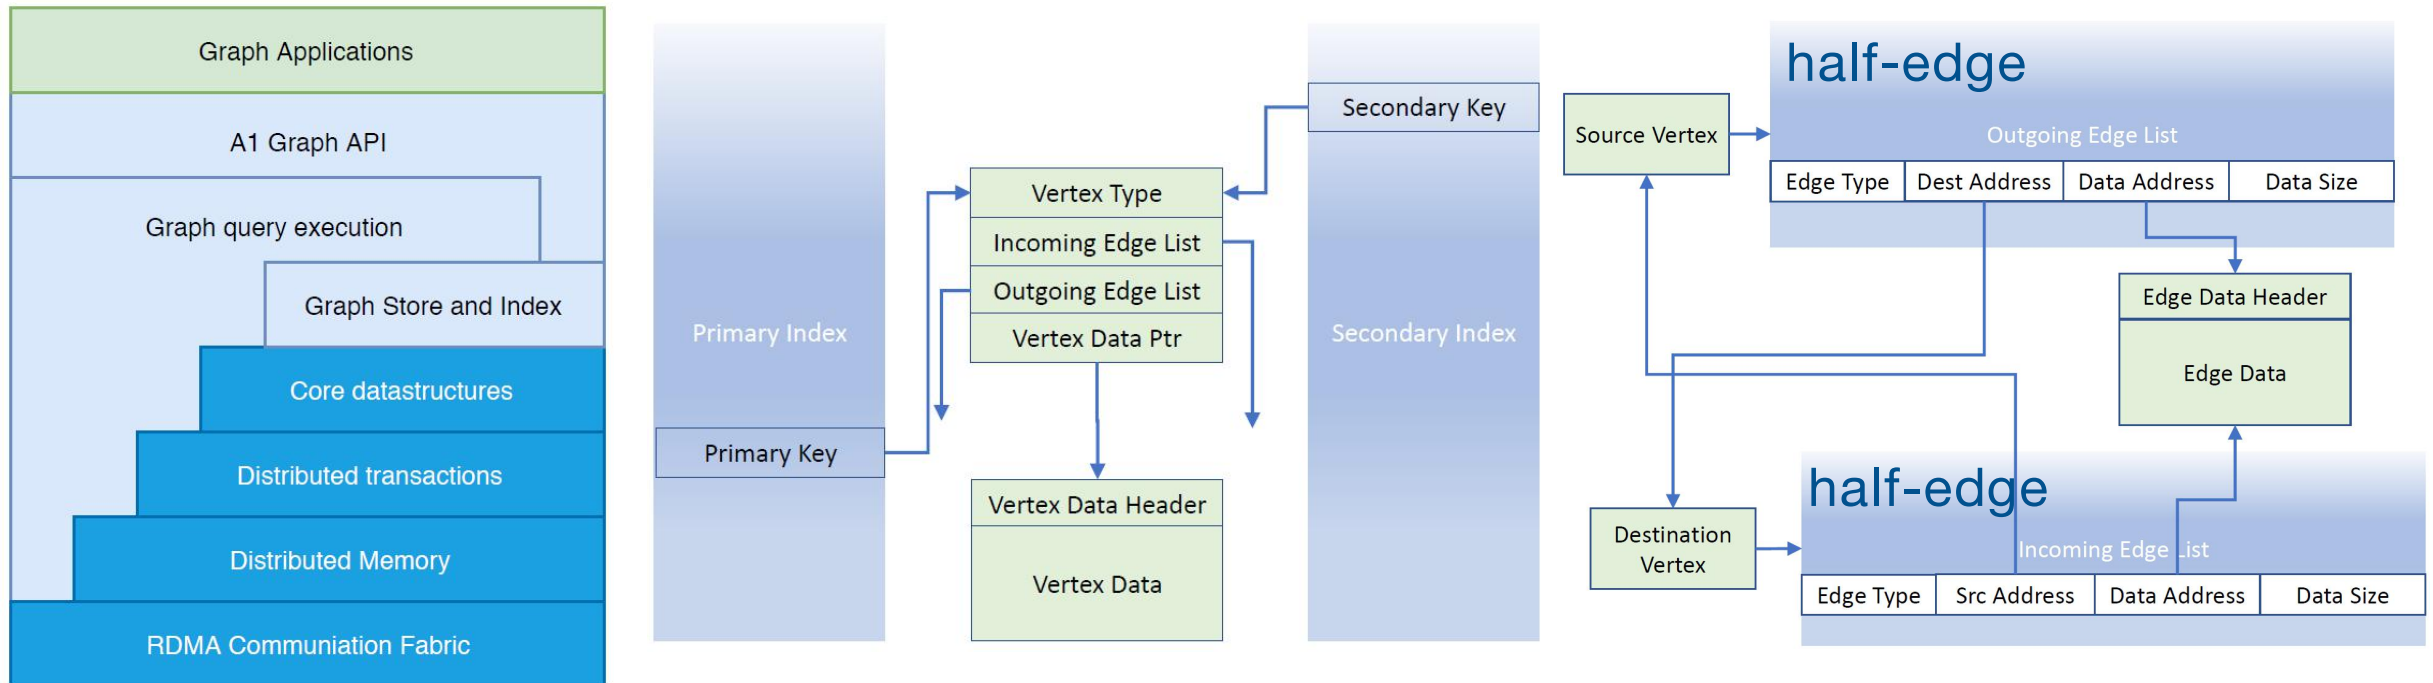 Graph Applications
A1 Graph API
Graph query execution
Graph Store and Index
Core datastructures
Distributed transactions
Distributed Memory
RDMA Communiation Fabric
Primary Index
Primary Key
Vertex Type
Incoming Edge List
Outgoing Edge List
Vertex Data Ptr
Vertex Data Header
Vertex Data
Secondary Key
Secondary Index
half-edge
Source Vertex
Outgoing Edge List
Edge Type Dest Address Data Address Data Size
Edge Data Header
Edge Data
half-edge
Destination
Vertex
Incoming Edge List
Edge Type Src Address Data Address Data Size